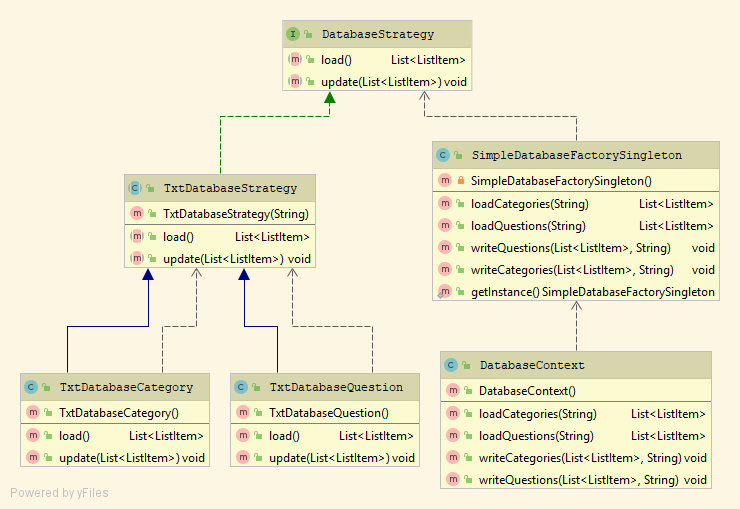 I DatabaseStrategy
m load() List<ListItem>
m update(List<ListItem>) void
C TxtDatabaseStrategy
m TxtDatabaseStrategy(String)
m load() List<ListItem>
m update(List<ListItem>) void
C SimpleDatabaseFactorySingleton
m SimpleDatabaseFactorySingleton()
m loadCategories(String) List<ListItem>
m loadQuestions(String) List<ListItem>
m writeQuestions(List<ListItem>, String) void
m writeCategories(List<ListItem>, String) void
m getInstance() SimpleDatabaseFactorySingleton
C TxtDatabaseCategory
m TxtDatabaseCategory()
m load() List<ListItem>
m update(List<ListItem>) void
C TxtDatabaseQuestion
m TxtDatabaseQuestion()
m load() List<ListItem>
m update(List<ListItem>) void
C DatabaseContext
m DatabaseContext()
m loadCategories(String) List<ListItem>
m loadQuestions(String) List<ListItem>
m writeCategories(List<ListItem>, String) void
m writeQuestions(List<ListItem>, String) void
Powered by yFiles